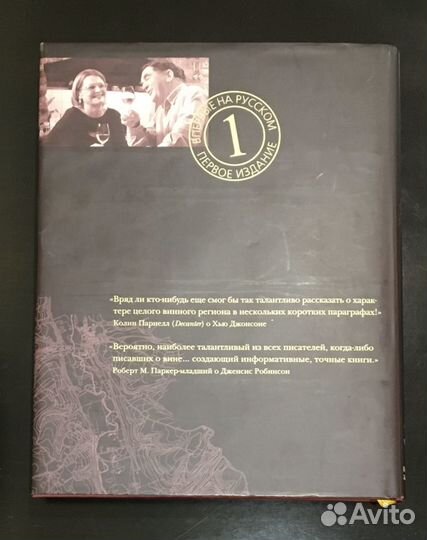 ВПЕРВЫЕ НА РУССКОМ
1
ПЕРВОЕ ИЗДАНИЕ
«Вряд ли кто-нибудь еще смог бы так талантливо рассказать о харак-
тере целого винного региона в нескольких коротких параграфах!»
Колин Парнелл (Decanter) о Хью Джонсоне
«Вероятно, наиболее талантливый из всех писателей, когда-либо
писавших о вине... создающий информативные, точные книги.»
Роберт М. Паркер-младший о Дженсис Робинсон
Avito